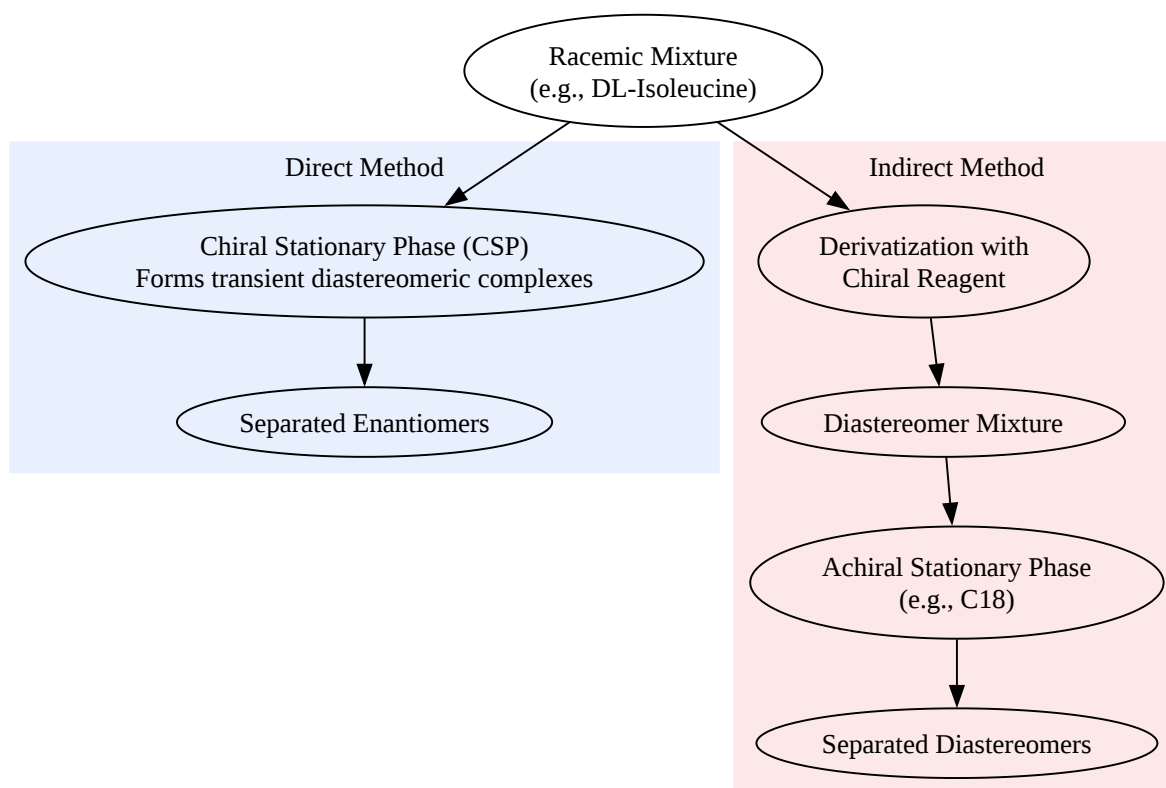 Racemic Mixture
(e.g., DL-Isoleucine)
Direct Method
Chiral Stationary Phase (CSP)
Forms transient diastereomeric complexes
Separated Enantiomers
Indirect Method
Derivatization with
Chiral Reagent
Diastereomer Mixture
Achiral Stationary Phase
(e.g., C18)
Separated Diastereomers